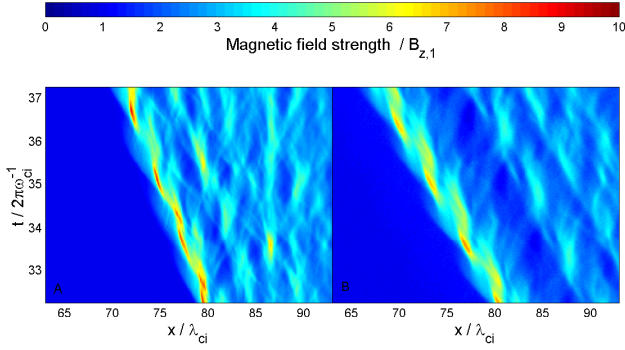 0 1 2 3 4 5 6 7 8 9 10
Magnetic field strength / B_z,1
37
36
35
34
33
t / 2πω_ci^-1
A
B
65 70 75 80 85 90
65 70 75 80 85 90
x / λ_ci
x / λ_ci